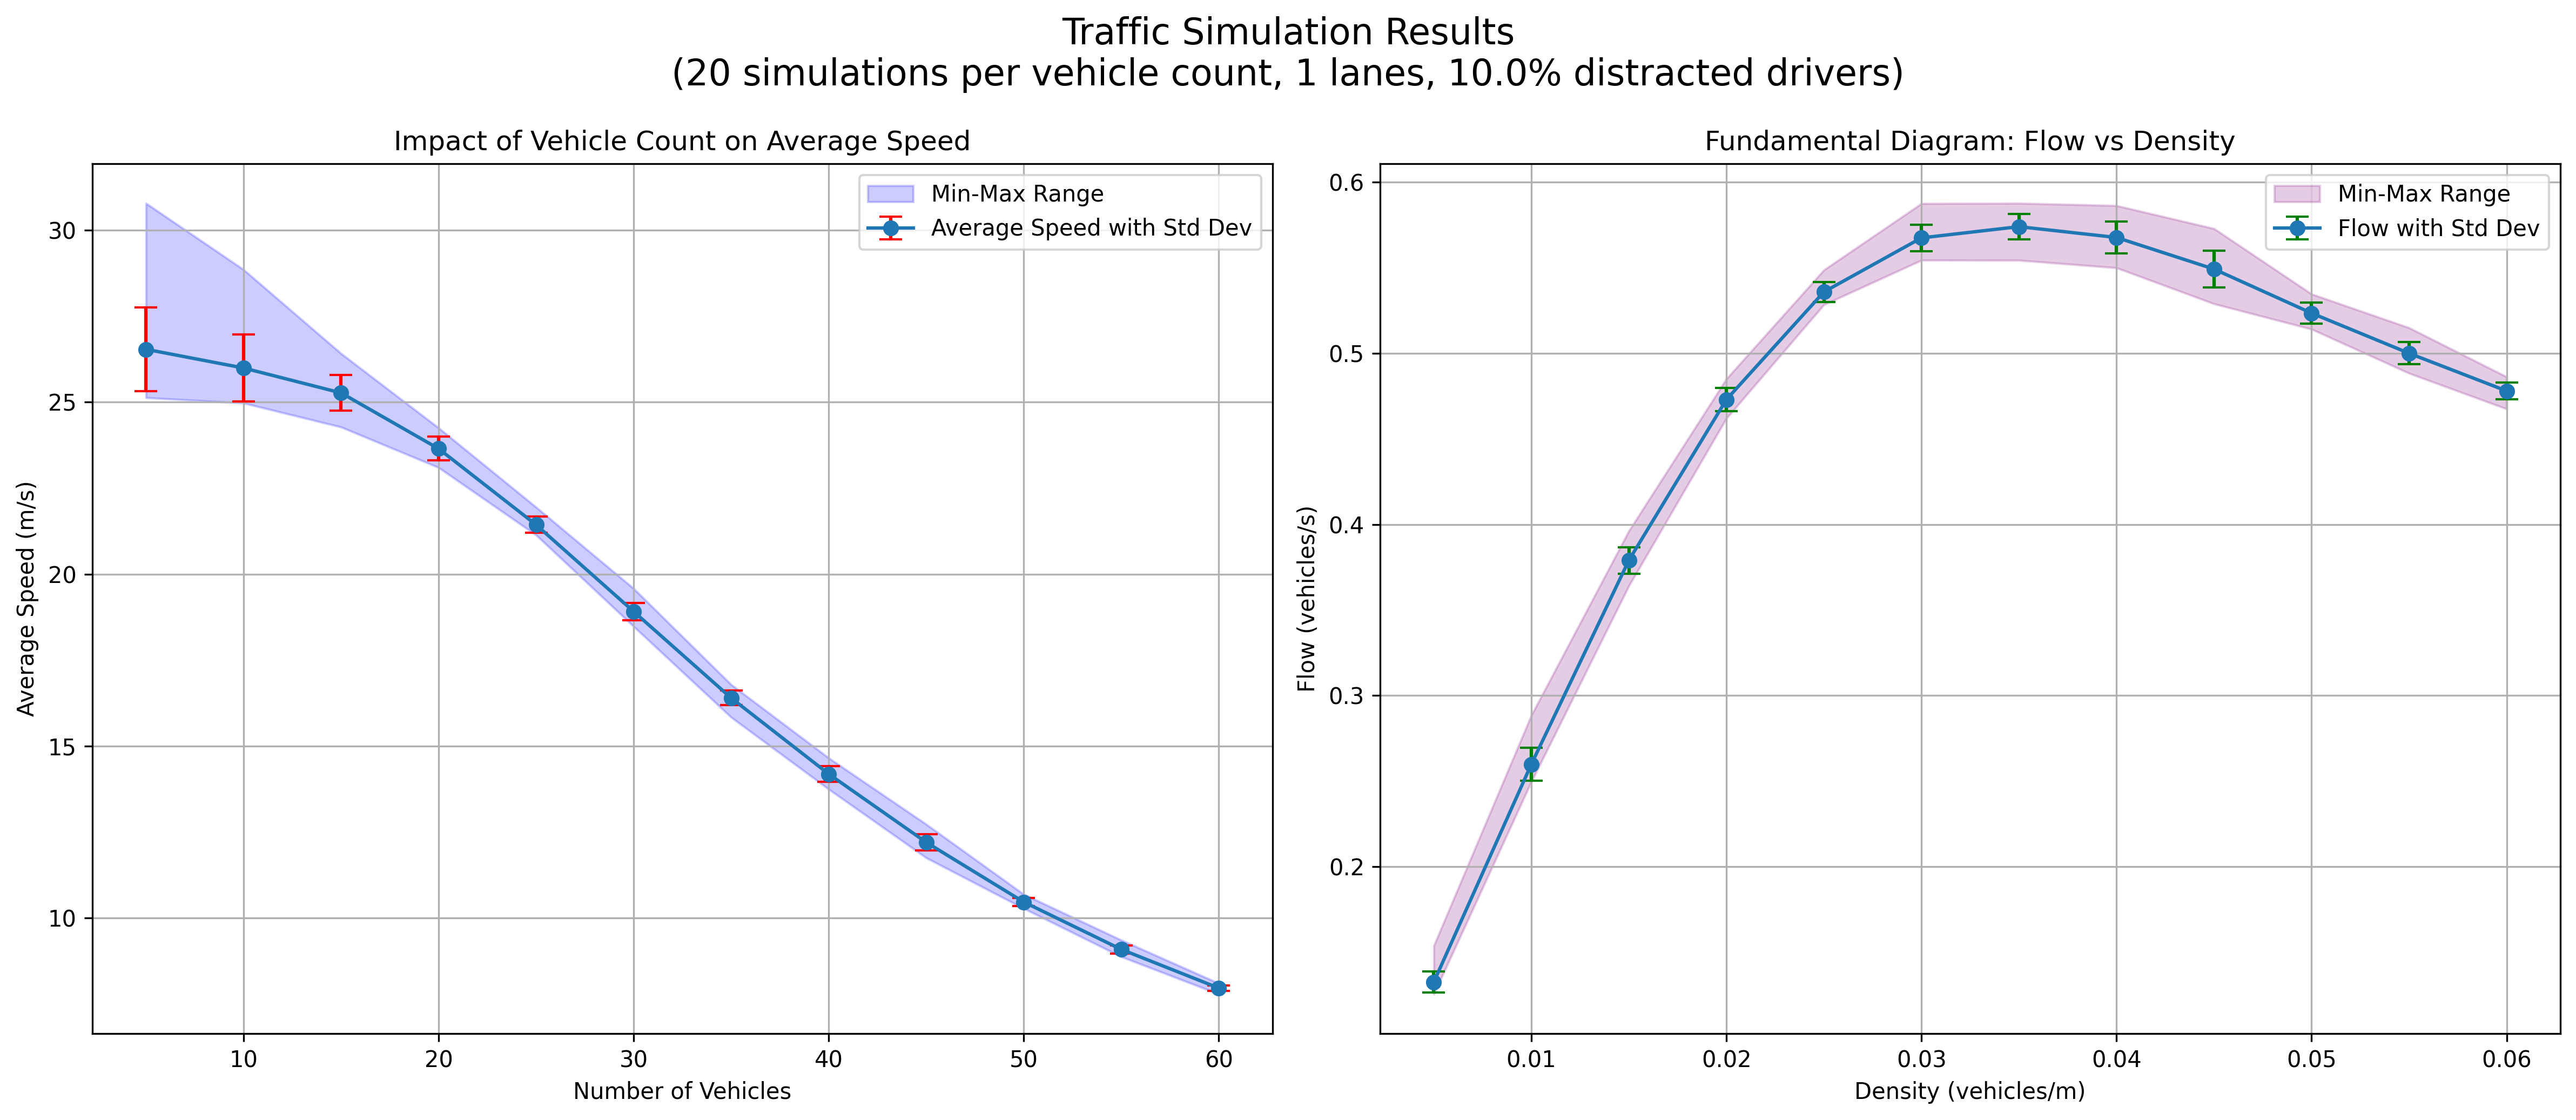 Traffic Simulation Results
(20 simulations per vehicle count, 1 lanes, 10.0% distracted drivers)
Impact of Vehicle Count on Average Speed
Min-Max Range
Average Speed with Std Dev
30
25
20
15
10
Average Speed (m/s)
10 20 30 40 50 60
Number of Vehicles
Fundamental Diagram: Flow vs Density
Min-Max Range
Flow with Std Dev
0.6
0.5
0.4
0.3
0.2
Flow (vehicles/s)
0.01 0.02 0.03 0.04 0.05 0.06
Density (vehicles/m)